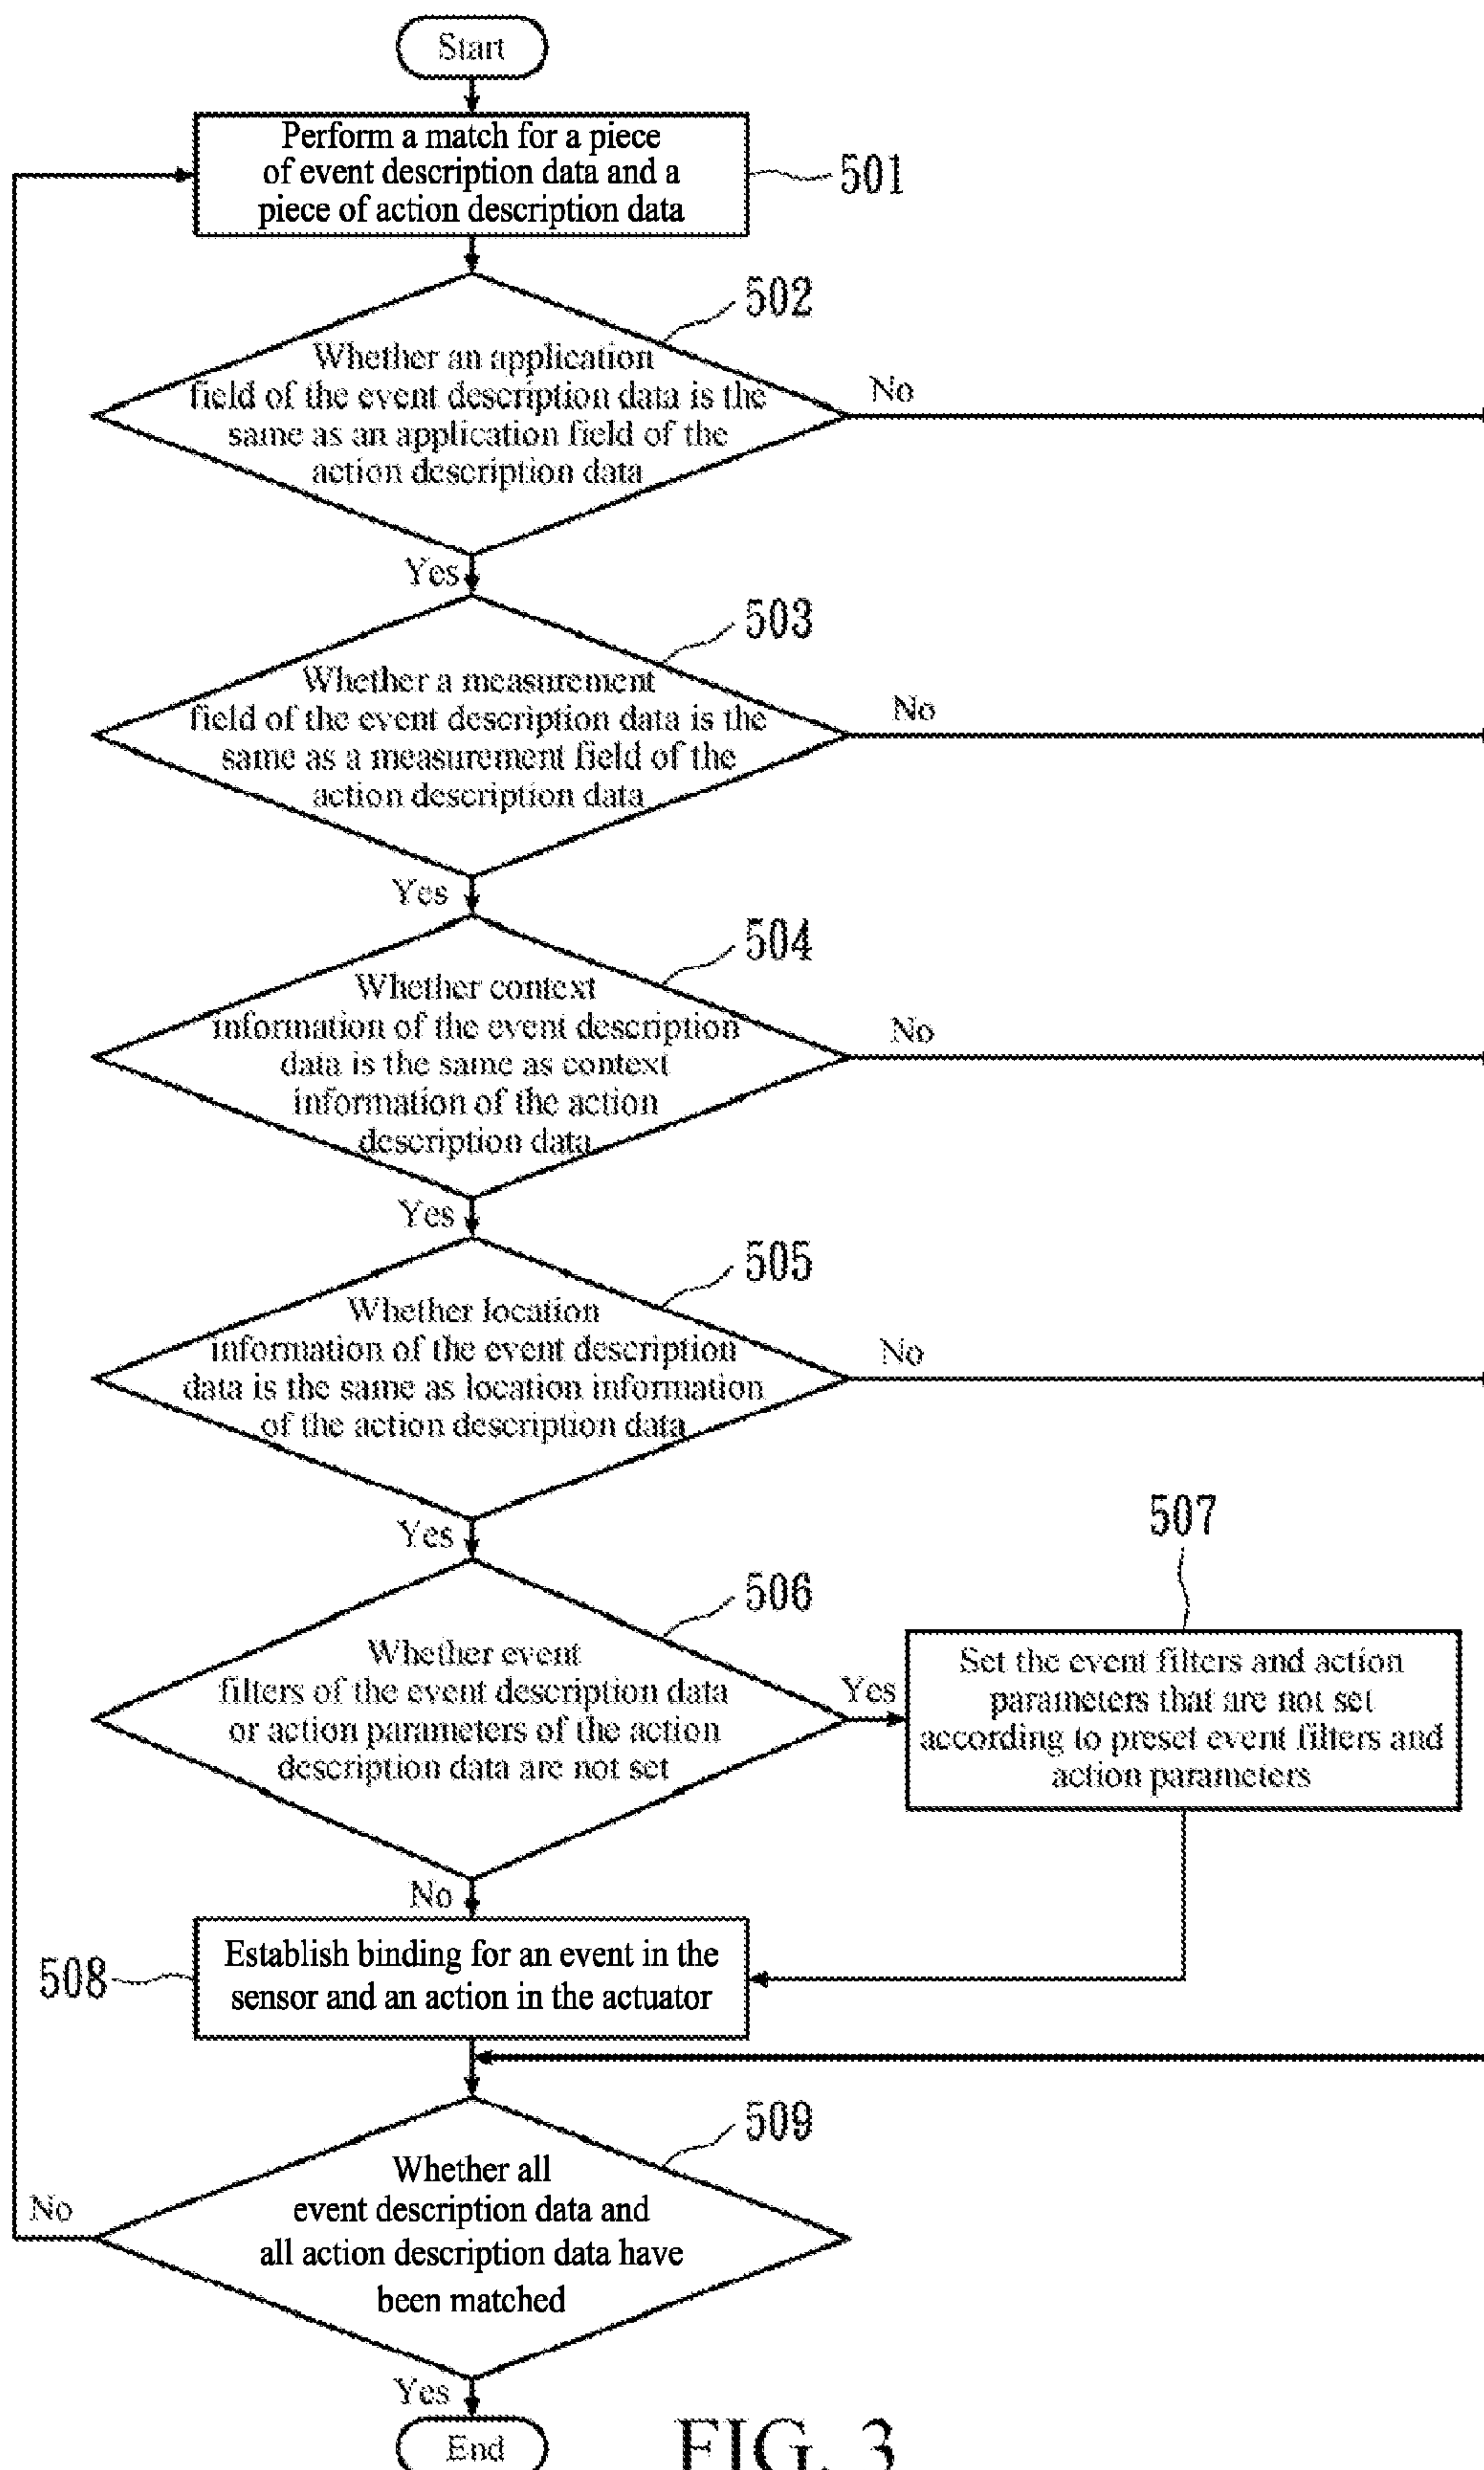 Start
Perform a match for a piece
of event description data and a
piece of action description data
501
502
Whether an application
field of the event description data is the
same as an application field of the
action description data
No
Yes
503
Whether a measurement
field of the event description data is the
same as a measurement field of the
action description data
No
Yes
504
Whether context
information of the event description
data is the same as context
information of the action
description data
No
Yes
505
Whether location
information of the event description
data is the same as location information
of the action description data
No
Yes
506
Whether event
filters of the event description data
or action parameters of the action
description data are not set
Yes
507
Set the event filters and action
parameters that are not set
according to preset event filters and
action parameters
No
508
Establish binding for an event in the
sensor and an action in the actuator
509
Whether all
event description data and
all action description data have
been matched
No
Yes
End
FIG. 3